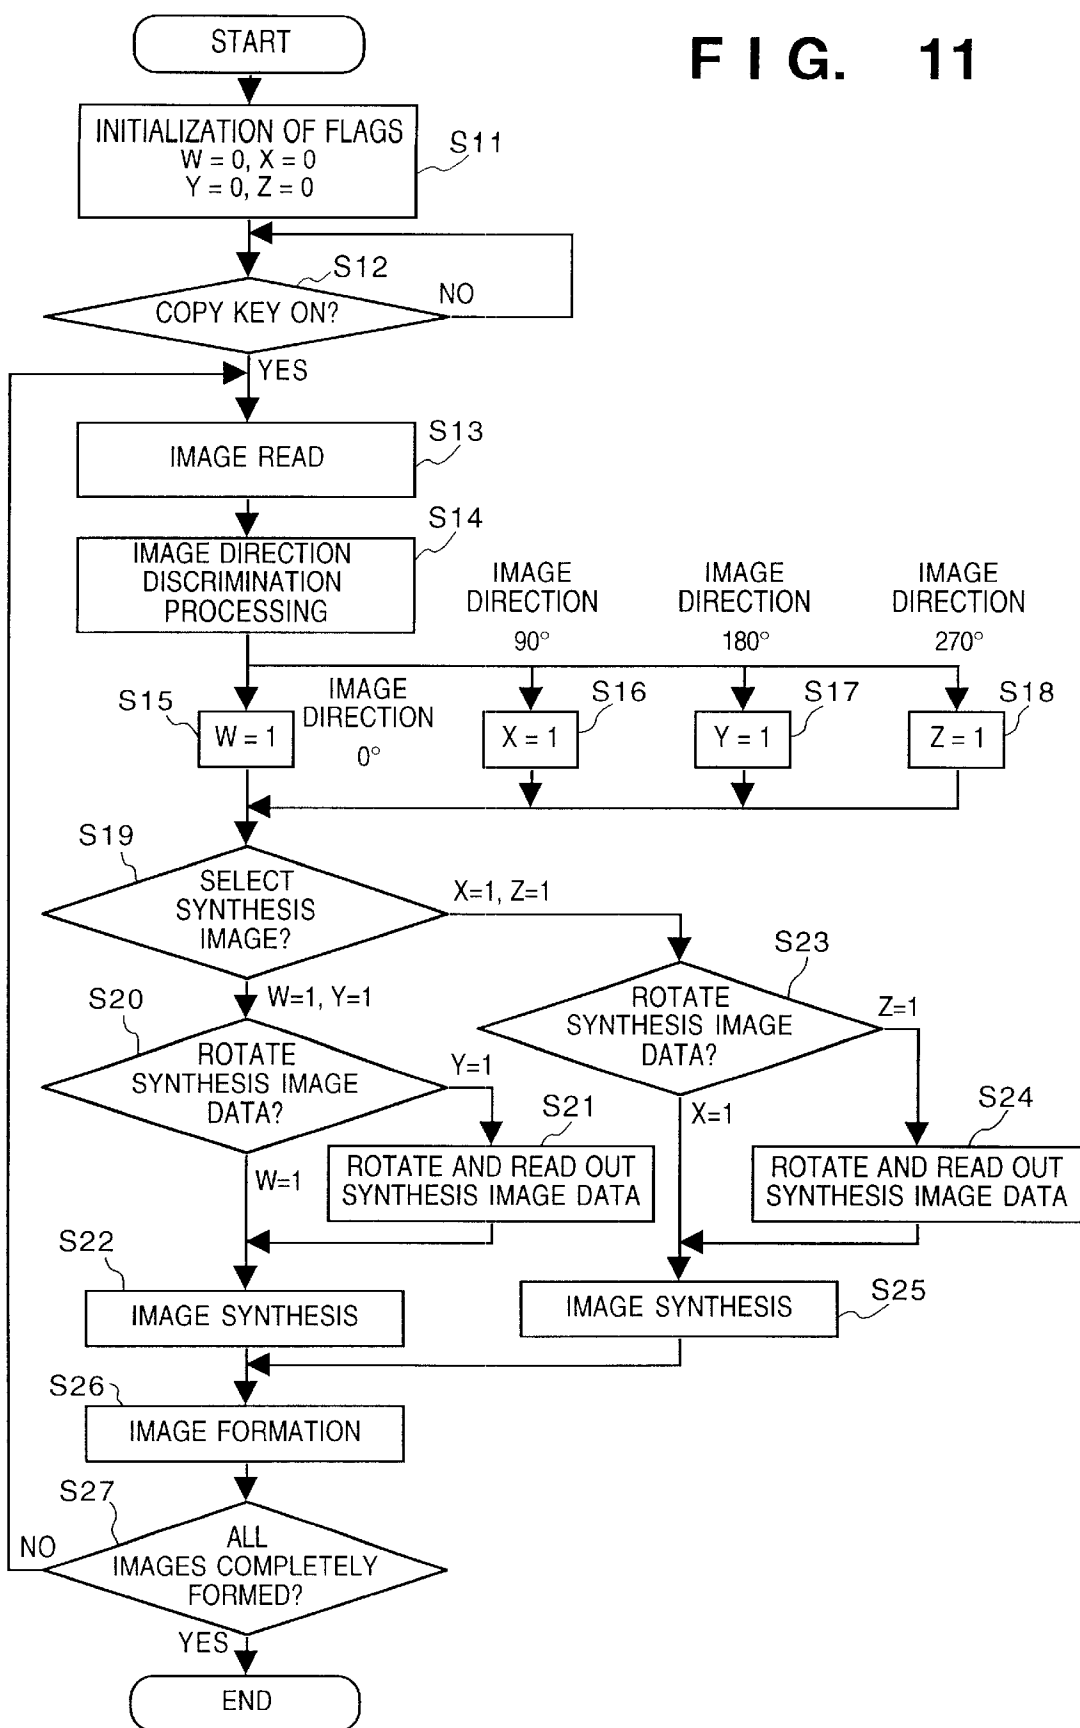 FIG. 11
START
INITIALIZATION OF FLAGS
W = 0, X = 0
Y = 0, Z = 0
S11
S12
COPY KEY ON?
NO
YES
S13
IMAGE READ
S14
IMAGE DIRECTION
DISCRIMINATION
PROCESSING
IMAGE
DIRECTION
90°
IMAGE
DIRECTION
180°
IMAGE
DIRECTION
270°
S15
W = 1
IMAGE
DIRECTION
0°
S16
X = 1
S17
Y = 1
S18
Z = 1
S19
SELECT
SYNTHESIS
IMAGE?
X=1, Z=1
W=1, Y=1
S20
ROTATE
SYNTHESIS IMAGE
DATA?
Y=1
W=1
S21
ROTATE AND READ OUT
SYNTHESIS IMAGE DATA
S23
ROTATE
SYNTHESIS IMAGE
DATA?
Z=1
X=1
S24
ROTATE AND READ OUT
SYNTHESIS IMAGE DATA
S22
IMAGE SYNTHESIS
S25
IMAGE SYNTHESIS
S26
IMAGE FORMATION
S27
ALL
IMAGES COMPLETELY
FORMED?
NO
YES
END